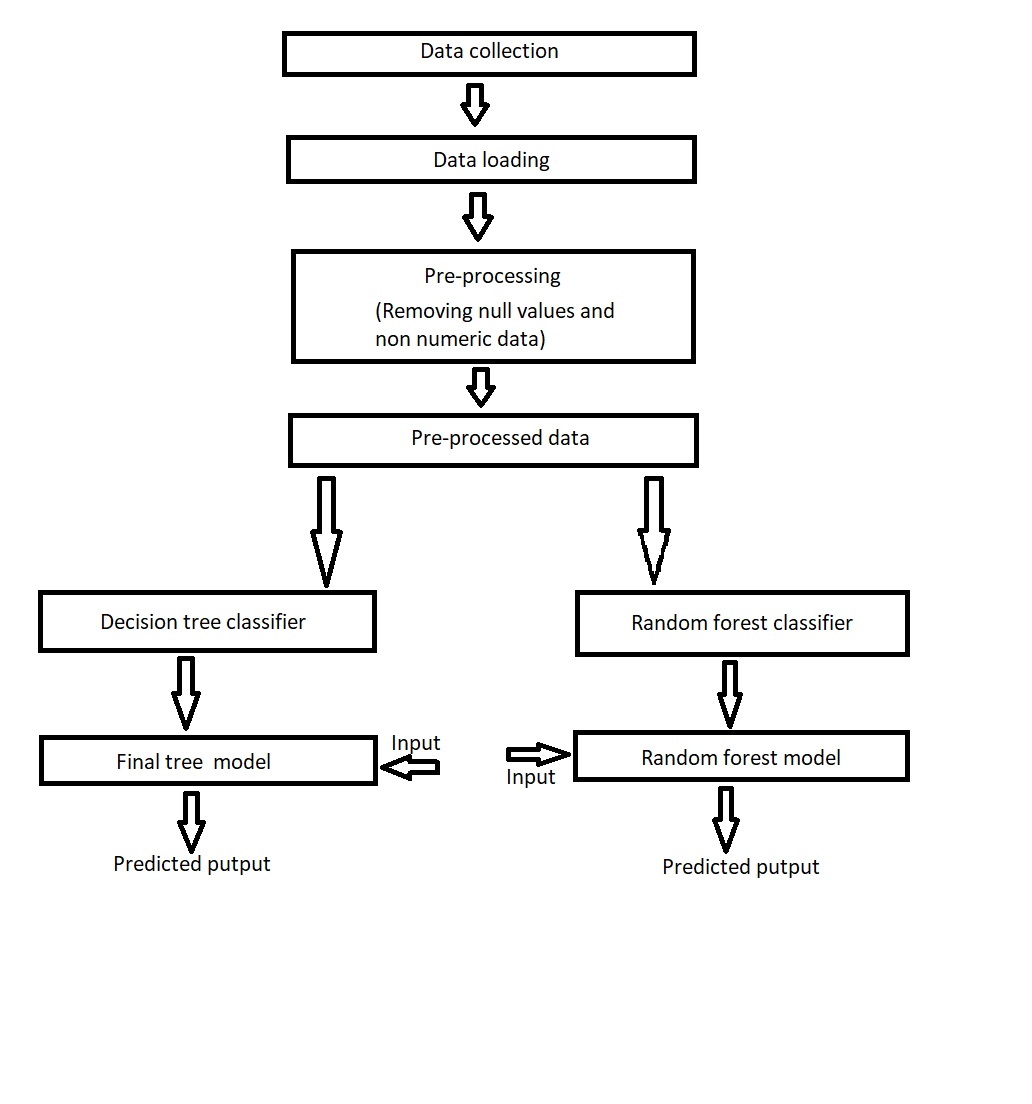 Data collection
Data loading
Pre-processing
(Removing null values and
non numeric data)
Pre-processed data
Decision tree classifier
Random forest classifier
Final tree  model
Input
Input
Random forest model
Predicted putput
Predicted putput